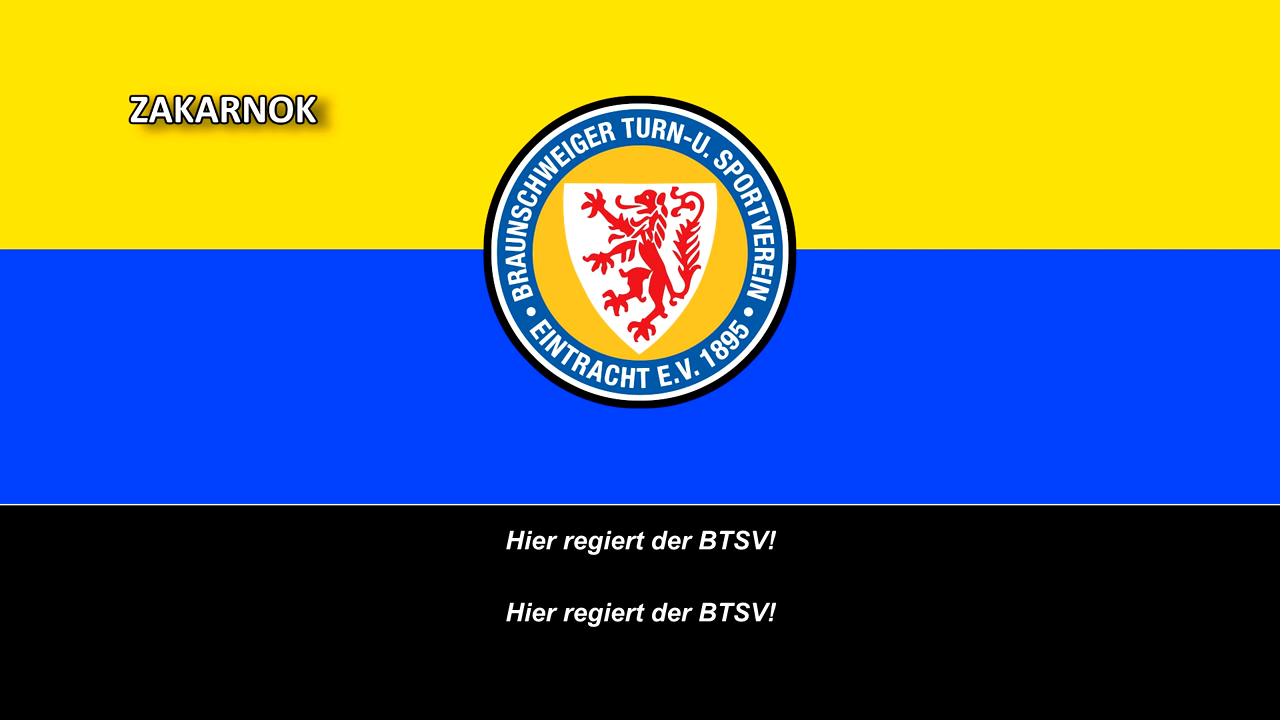 ZAKARNOK
BRAUNSCHWEIGER TURN-U. SPORTVEREIN
• EINTRACHT E.V. 1895 •
Hier regiert der BTSV!
Hier regiert der BTSV!